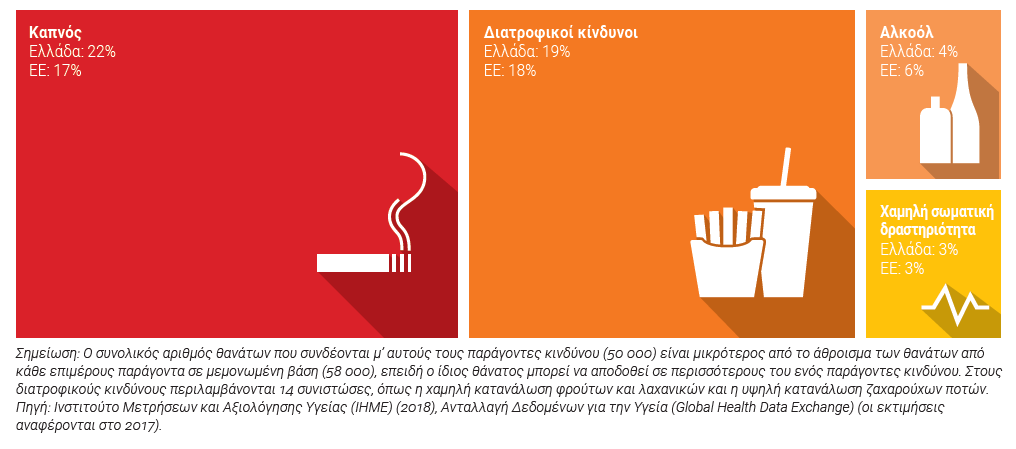 Καπνός
Ελλάδα: 22%
ΕΕ: 17%
Διατροφικοί κίνδυνοι
Ελλάδα: 19%
ΕΕ: 18%
Αλκοόλ
Ελλάδα: 4%
ΕΕ: 6%
Χαμηλή σωματική
δραστηριότητα
Ελλάδα: 3%
ΕΕ: 3%
Σημείωση: Ο συνολικός αριθμός θανάτων που συνδέονται μ’ αυτούς τους παράγοντες κινδύνου (50 000) είναι μικρότερος από το άθροισμα των θανάτων από
κάθε επιμέρους παράγοντα σε μεμονωμένη βάση (58 000), επειδή ο ίδιος θάνατος μπορεί να αποδοθεί σε περισσότερους του ενός παράγοντες κινδύνου. Στους
διατροφικούς κινδύνους περιλαμβάνονται 14 συνιστώσες, όπως η χαμηλή κατανάλωση φρούτων και λαχανικών και η υψηλή κατανάλωση ζαχαρούχων ποτών.
Πηγή: Ινστιτούτο Μετρήσεων και Αξιολόγησης Υγείας (IHME) (2018), Ανταλλαγή Δεδομένων για την Υγεία (Global Health Data Exchange) (οι εκτιμήσεις
αναφέρονται στο 2017).